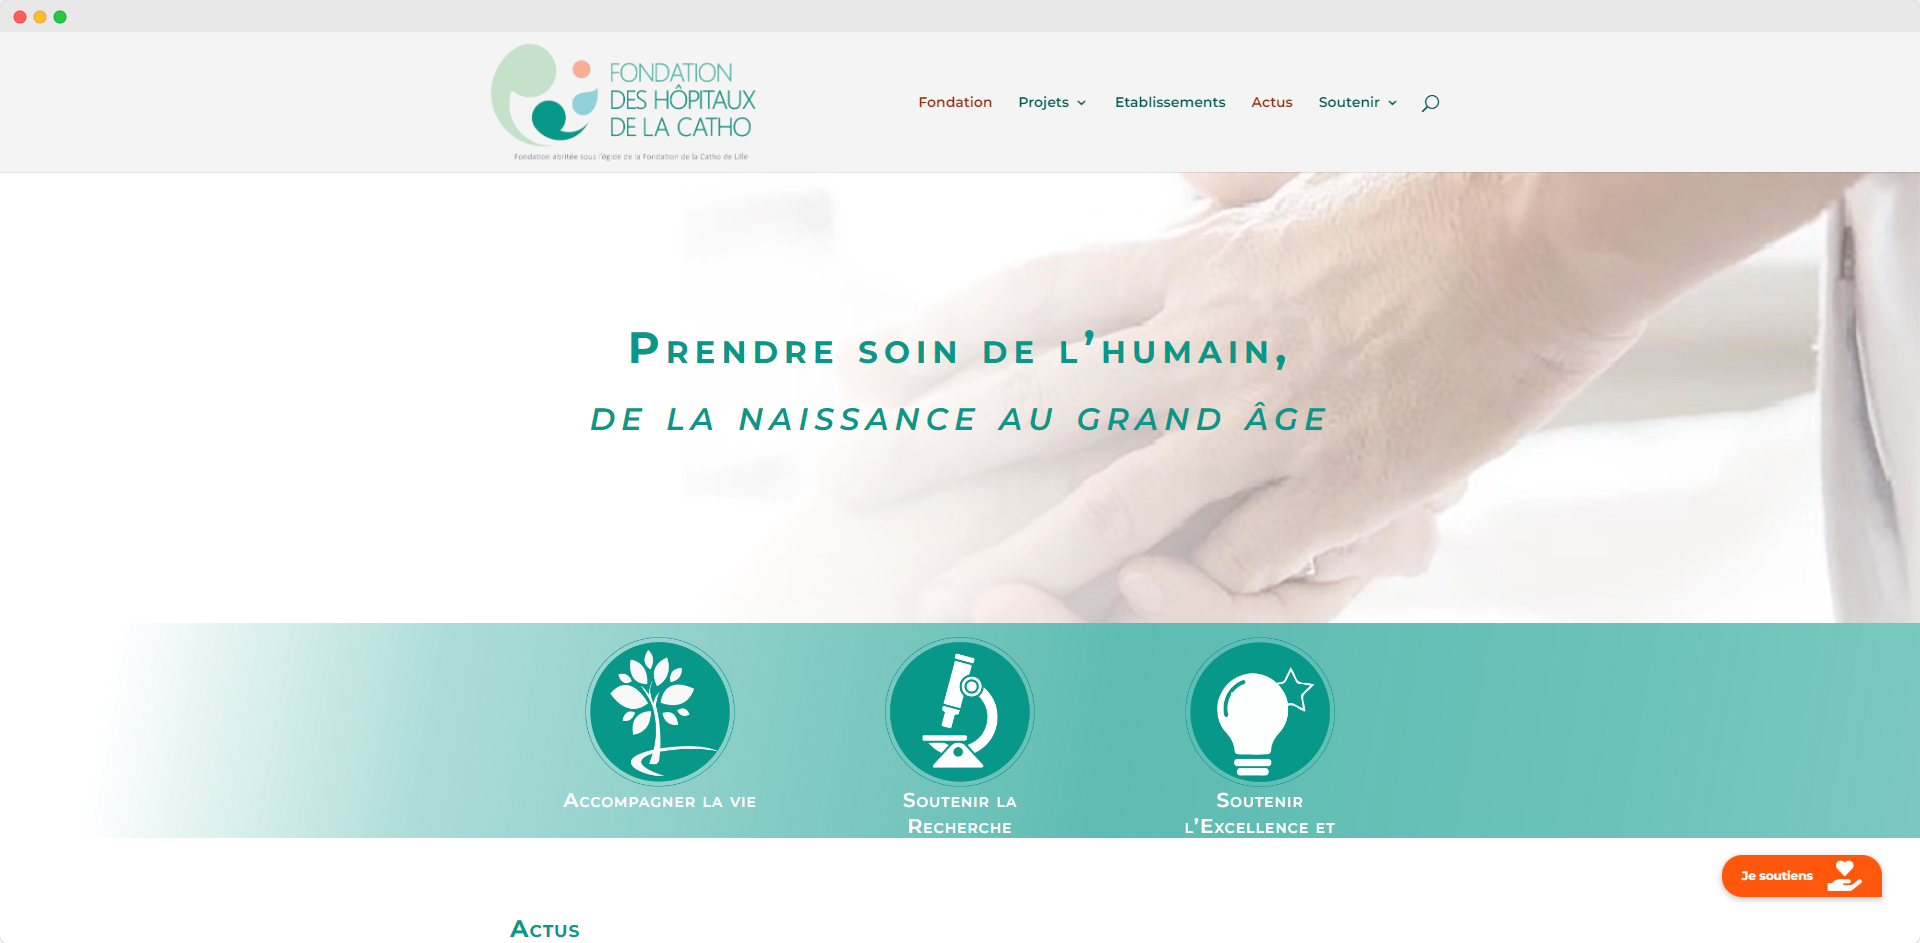 FONDATION
DES HÔPITAUX
DE LA CATHO
Fondation abritée sous l'égide de la Fondation de la Catho de Lille
Fondation Projets Etablissements Actus Soutenir
Prendre soin de l’humain,
de la naissance au grand âge
Accompagner la vie
Soutenir la
Recherche
Soutenir
l’Excellence et
Je soutiens
Actus